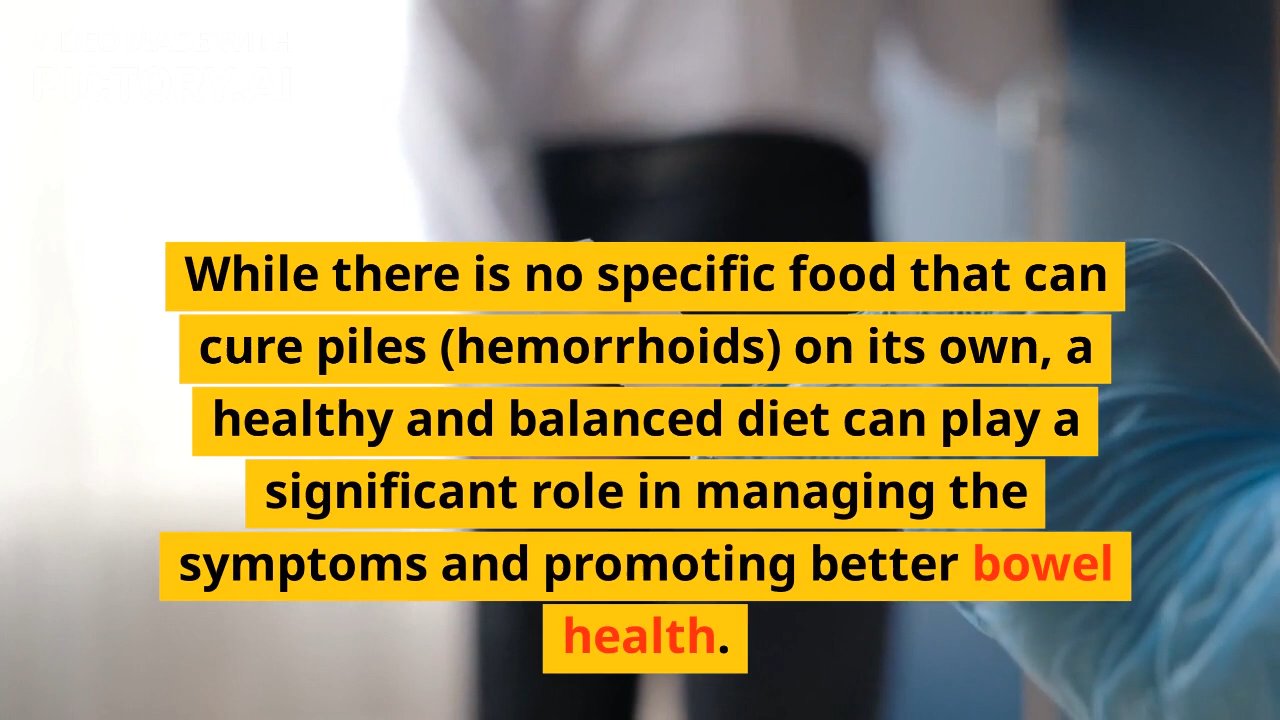 While there is no specific food that can
cure piles (hemorrhoids) on its own, a
healthy and balanced diet can play a
significant role in managing the
symptoms and promoting better bowel
health.